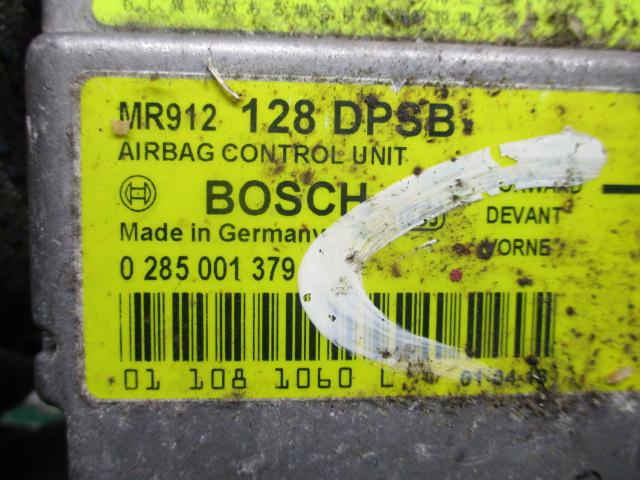 MR912 128 DPSB
AIRBAG CONTROL UNIT
BOSCH
DEVANT
Made in Germany
VORNE
0 285 001 379
01 108 1060 L